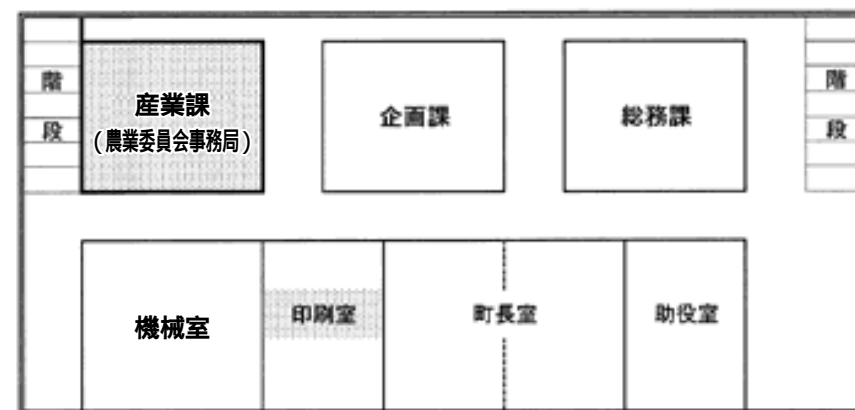 階段
産業課
（農業委員会事務局）
企画課
総務課
階段
機械室
印刷室
町長室
助役室